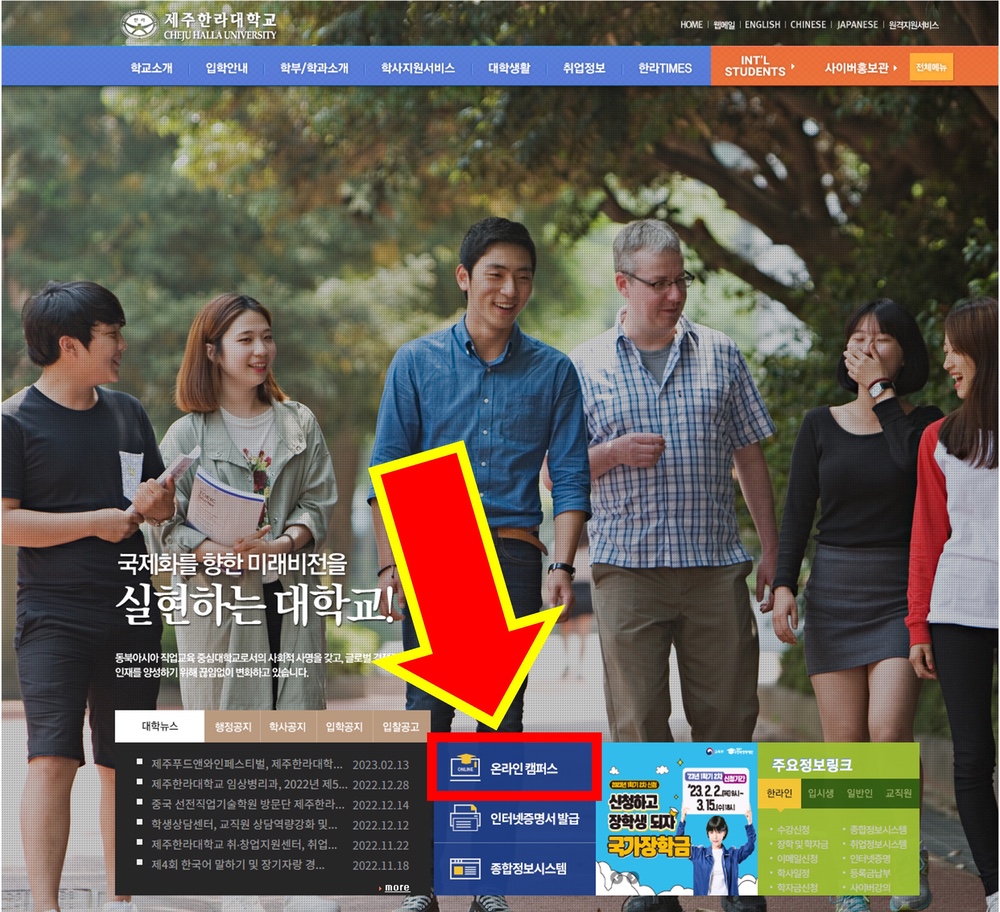 제주한라대학교
CHEJU HALLA UNIVERSITY
HOME | 웹메일 | ENGLISH | CHINESE | JAPANESE | 원격지원서비스
학교소개 입학안내 학부/학과소개 학사지원서비스 대학생활 취업정보 한라TIMES
INT'L
STUDENTS
사이버홍보관
전체메뉴
국제화를 향한 미래비전을
실현하는 대학교!
동북아시아 직업교육 중심대학교로서의 사회적 사명을 갖고, 글로벌
인재를 양성하기 위해 끊임없이 변화하고 있습니다.
대학뉴스 행정공지 학사공지 입학공지 입찰공고
제주푸드앤와인페스티벌, 제주한라대학... 2023.02.13
제주한라대학교 임상병리과, 2022년 제5... 2022.12.28
중국 선전직업기술학원 방문단 제주한라... 2022.12.14
학생상담센터, 교직원 상담역량강화 및... 2022.12.12
제주한라대학교 취·창업지원센터, 취업... 2022.11.22
제4회 한국어 말하기 및 장기자랑 경... 2022.11.18
more
ONLINE
온라인 캠퍼스
인터넷증명서 발급
종합정보시스템
교육부
2023년 1학기 2차 신청
신청하고
장학생 되자
국가장학금
2023년 1학기 2차 신청기간
'23. 2. 2.(목) 9시~
3. 15.(수) 18시
주요정보링크
한라인 입시생 일반인 교직원
수강신청
장학 및 학자금
이메일신청
학사일정
학자금신청
종합정보시스템
취업정보시스템
인터넷증명
등록금납부
사이버강의